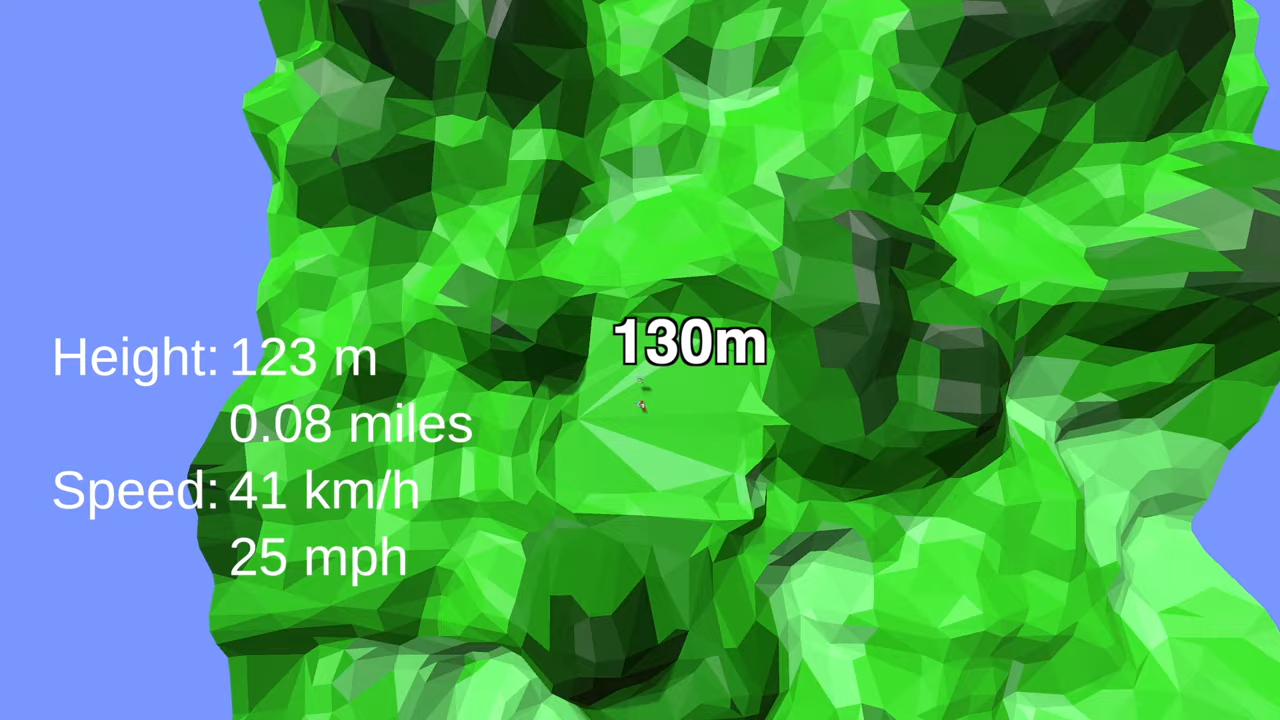 130m
Height: 123 m
0.08 miles
Speed: 41 km/h
25 mph